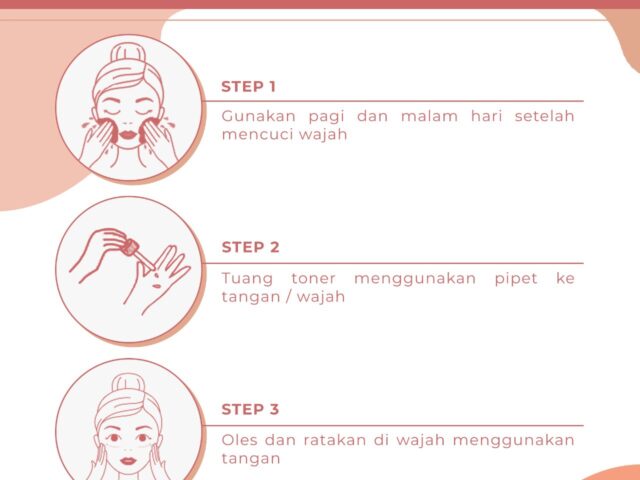 STEP 1
Gunakan pagi dan malam hari setelah
mencuci wajah
STEP 2
Tuang toner menggunakan pipet ke
tangan / wajah
STEP 3
Oles dan ratakan di wajah menggunakan
tangan